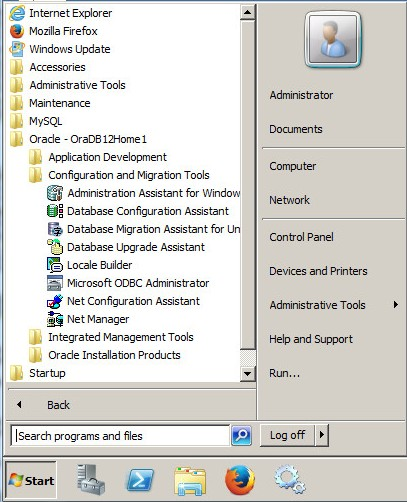 Internet Explorer
Mozilla Firefox
Windows Update
Accessories
Administrative Tools
Maintenance
MySQL
Oracle - OraDB12Home1
Application Development
Configuration and Migration Tools
Administration Assistant for Window
Database Configuration Assistant
Database Migration Assistant for Un
Database Upgrade Assistant
Locale Builder
Microsoft ODBC Administrator
Net Configuration Assistant
Net Manager
Integrated Management Tools
Oracle Installation Products
Startup
Back
Search programs and files
Administrator
Documents
Computer
Network
Control Panel
Devices and Printers
Administrative Tools
Help and Support
Run...
Log off
Start